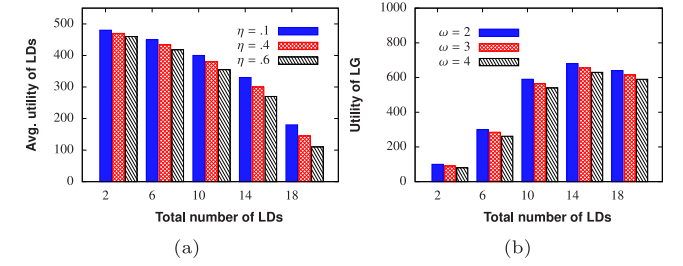 Avg. utility of LDs
500
400
300
200
100
0
η = .1
η = .4
η = .6
2 6 10 14 18
Total number of LDs
(a)
Utility of LG
1000
800
600
400
200
0
ω = 2
ω = 3
ω = 4
2 6 10 14 18
Total number of LDs
(b)